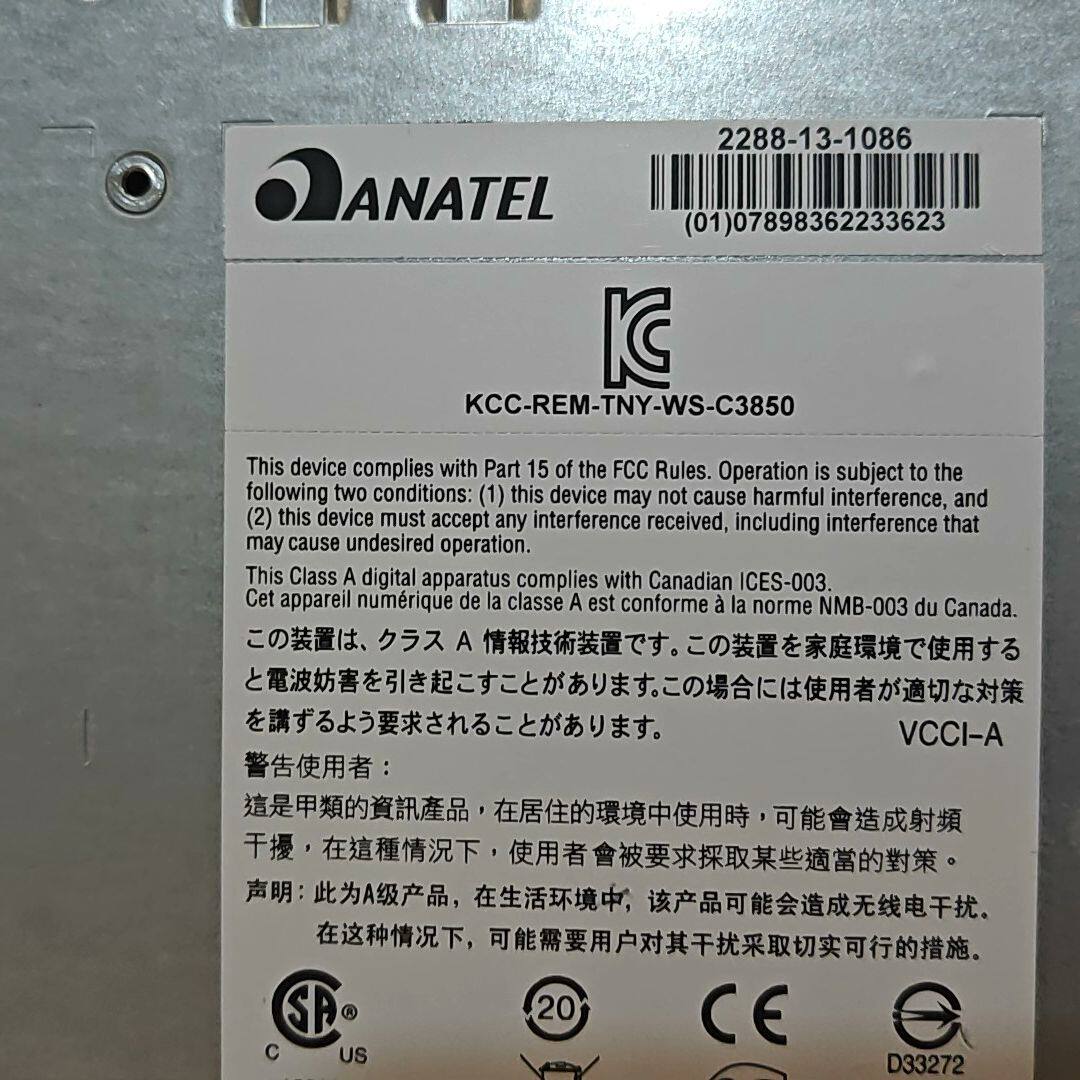 ANATEL
2288-13-1086
(01)07898362233623
KCC-REM-TNY-WS-C3850
This device complies with Part 15 of the FCC Rules. Operation is subject to the
following two conditions: (1) this device may not cause harmful interference, and
(2) this device must accept any interference received, including interference that
may cause undesired operation.
This Class A digital apparatus complies with Canadian ICES-003.
Cet appareil numérique de la classe A est conforme à la norme NMB-003 du Canada.
この装置は、クラス A 情報技術装置です。この装置を家庭環境で使用する
と電波妨害を引き起こすことがあります。この場合には使用者が適切な対策
を講ずるよう要求されることがあります。
VCCI-A
警告使用者：
這是甲類的資訊產品，在居住的環境中使用時，可能會造成射頻
干擾，在這種情況下，使用者會被要求採取某些適當的對策。
声明：此为A级产品，在生活环境中，该产品可能会造成无线电干扰。
在这种情况下，可能需要用户对其干扰采取切实可行的措施。
SA ®
C US
20
CE
D33272